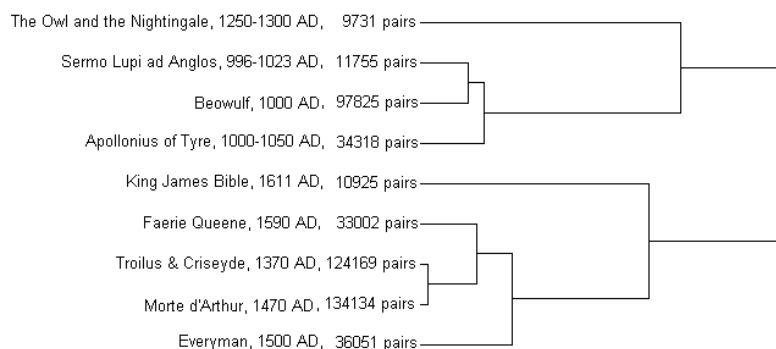 The Owl and the Nightingale, 1250-1300 AD, 9731 pairs
Sermo Lupi ad Anglos, 996-1023 AD, 11755 pairs
Beowulf, 1000 AD, 97825 pairs
Apollonius of Tyre, 1000-1050 AD, 34318 pairs
King James Bible, 1611 AD, 10925 pairs
Faerie Queene, 1590 AD, 33002 pairs
Troilus & Criseyde, 1370 AD, 124169 pairs
Morte d'Arthur, 1470 AD, 134134 pairs
Everyman, 1500 AD, 36051 pairs